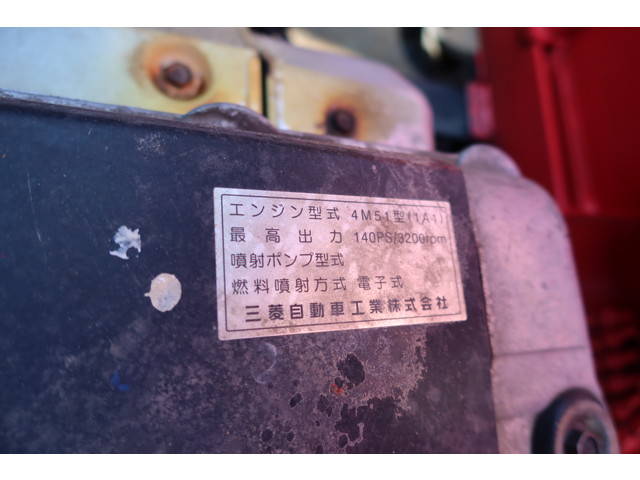 エンジン型式 4M51型(1A1)
最高出力 140PS/3200rpm
噴射ポンプ型式
燃料噴射方式 電子式
三菱自動車工業株式会社